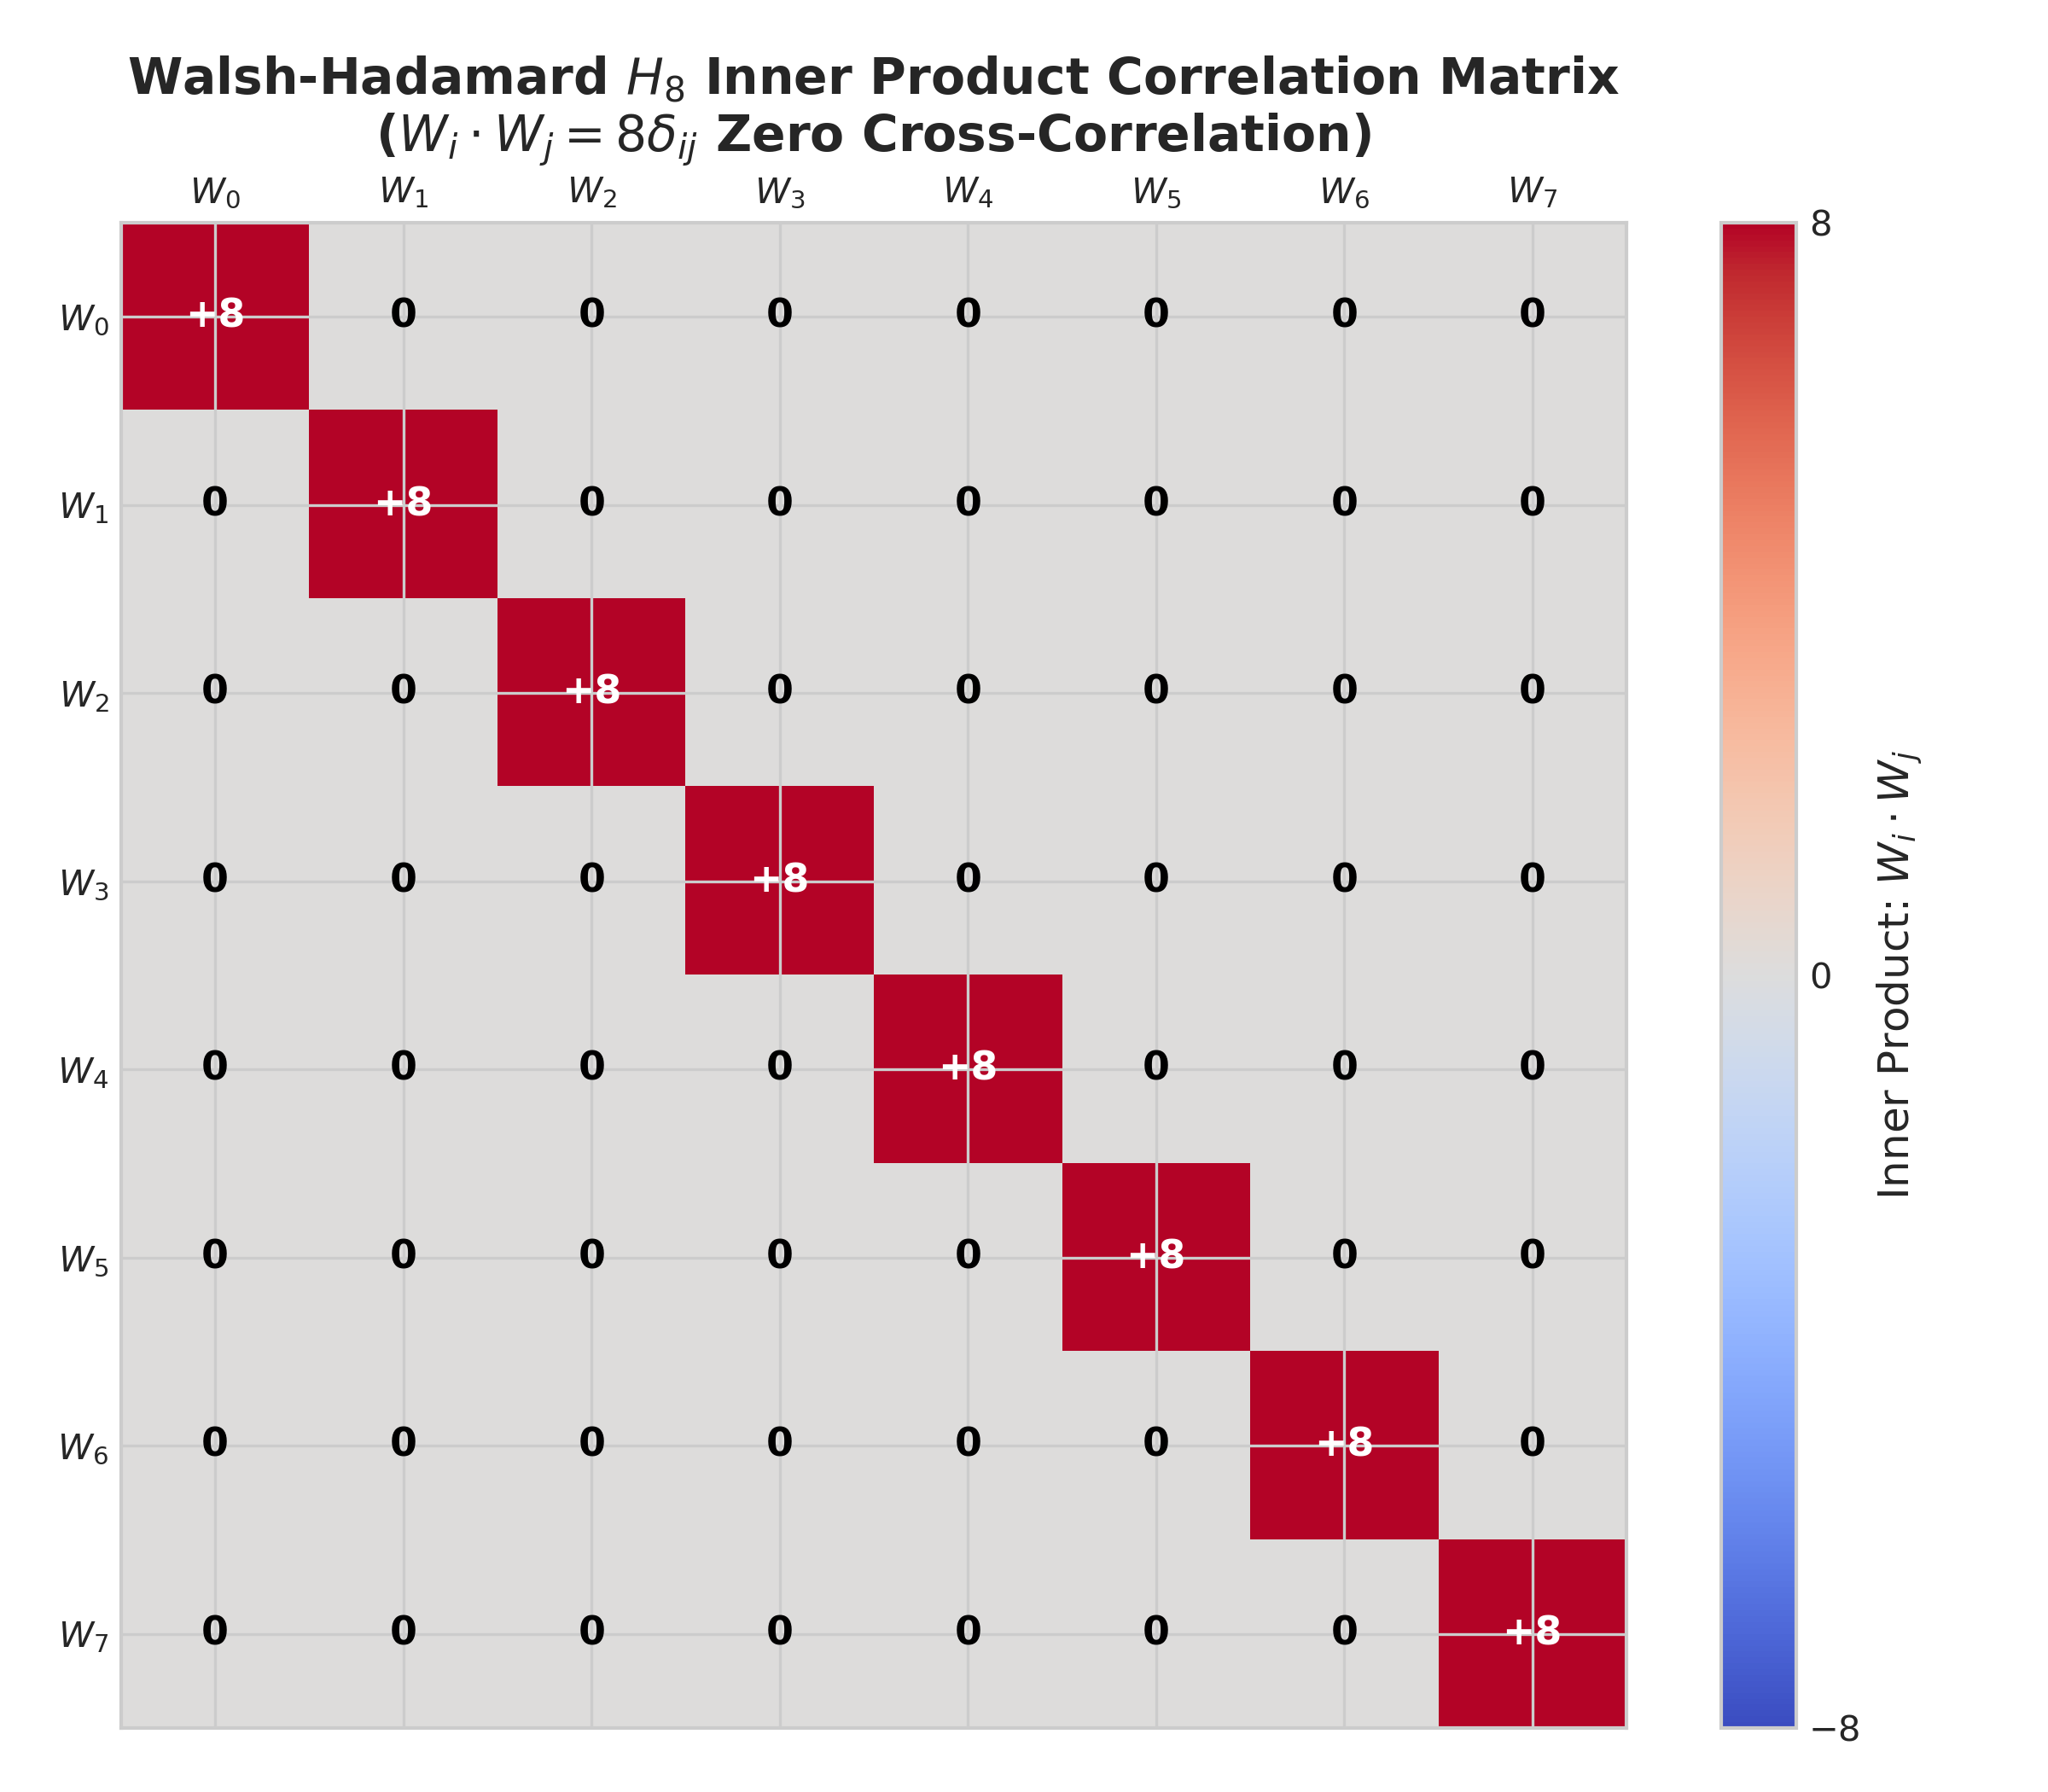 Walsh-Hadamard H₈ Inner Product Correlation Matrix
(Wᵢ · Wⱼ = 8δᵢⱼ Zero Cross-Correlation)
W₀ W₁ W₂ W₃ W₄ W₅ W₆ W₇
W₀ +8 0 0 0 0 0 0 0
W₁ 0 +8 0 0 0 0 0 0
W₂ 0 0 +8 0 0 0 0 0
W₃ 0 0 0 +8 0 0 0 0
W₄ 0 0 0 0 +8 0 0 0
W₅ 0 0 0 0 0 +8 0 0
W₆ 0 0 0 0 0 0 +8 0
W₇ 0 0 0 0 0 0 0 +8
8
0
−8
Inner Product: Wᵢ · Wⱼ